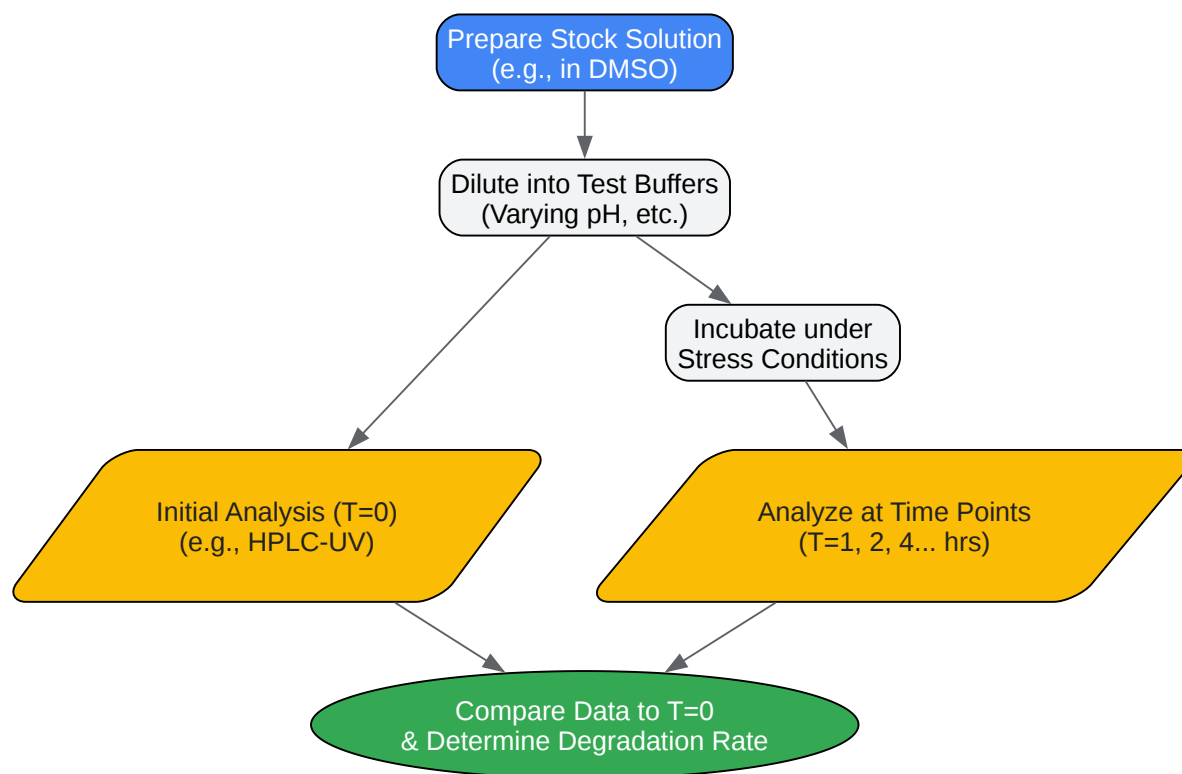 Prepare Stock Solution
(e.g., in DMSO)
Dilute into Test Buffers
(Varying pH, etc.)
Incubate under
Stress Conditions
Initial Analysis (T=0)
(e.g., HPLC-UV)
Analyze at Time Points
(T=1, 2, 4... hrs)
Compare Data to T=0
& Determine Degradation Rate